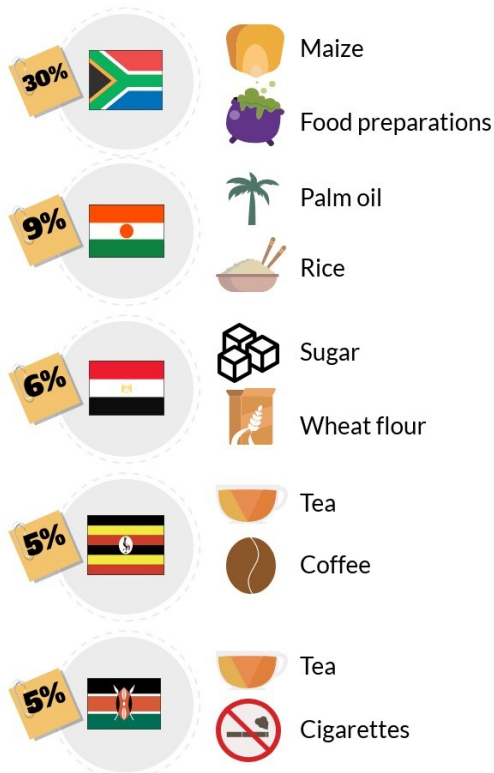 30%
Maize
Food preparations
9%
Palm oil
Rice
6%
Sugar
Wheat flour
5%
Tea
Coffee
5%
Tea
Cigarettes